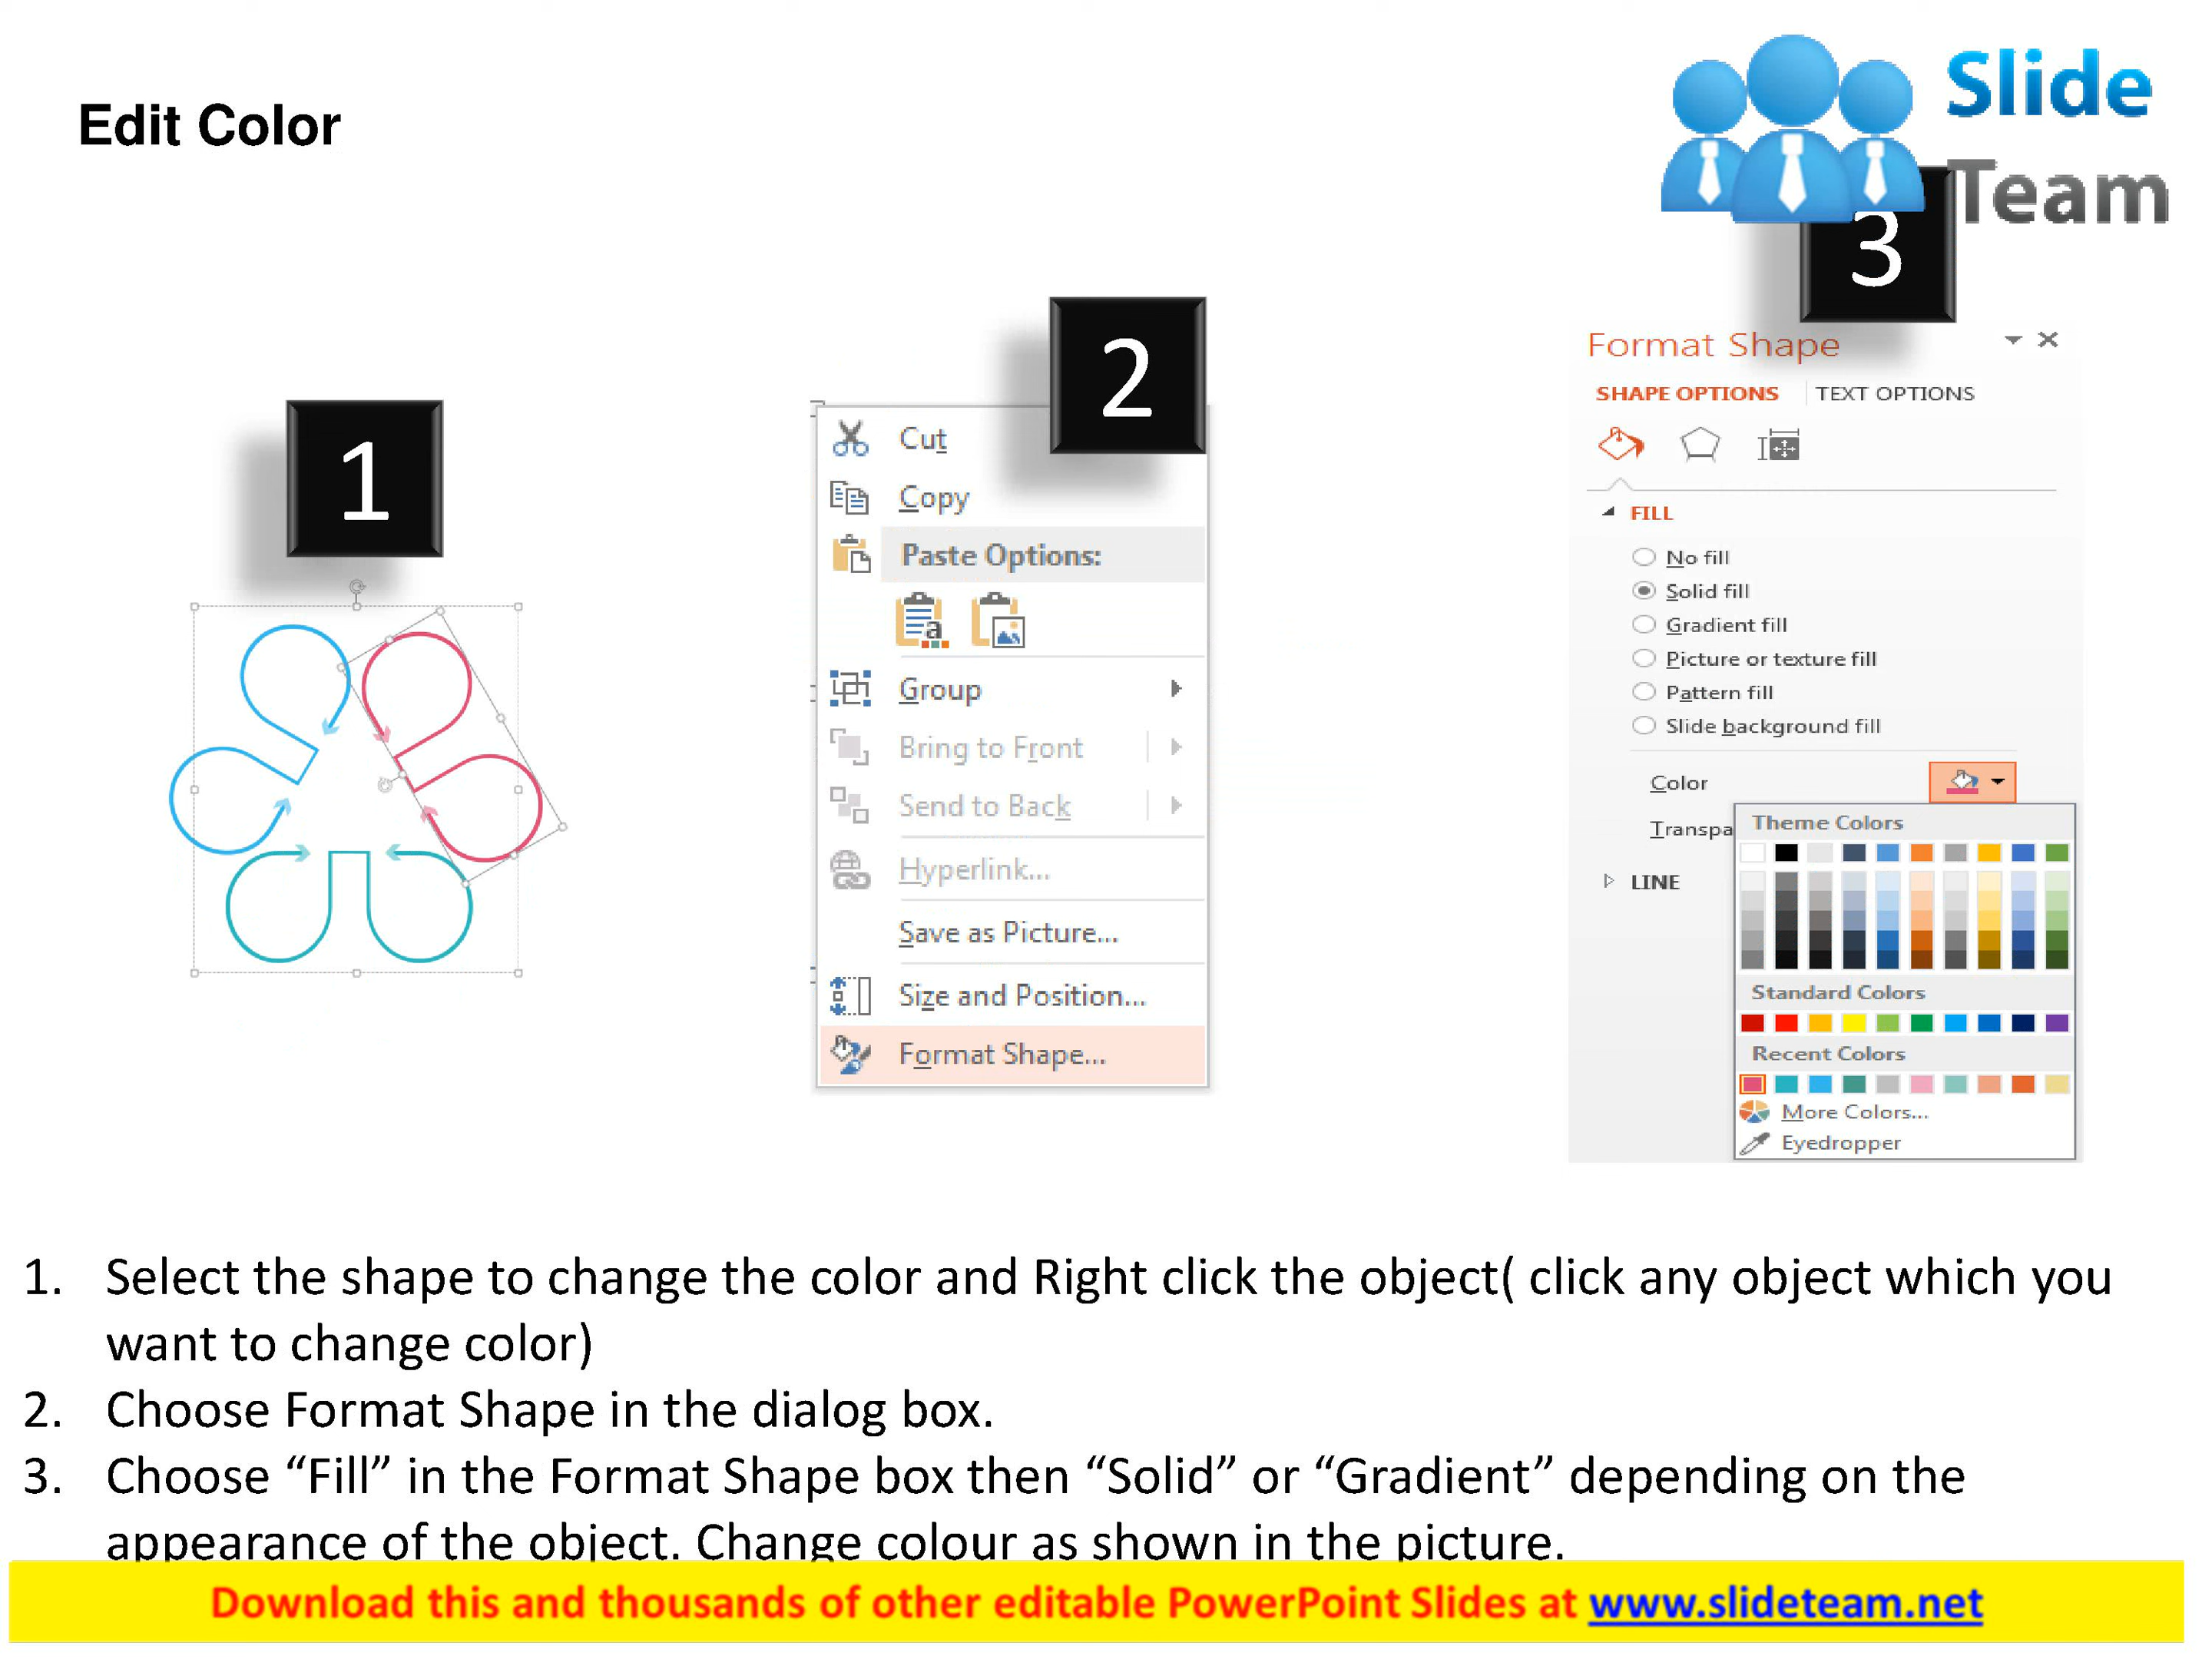 Edit Color
Slide
Team
1
2
3
Cut
Copy
Paste Options:
Group
Bring to Front
Send to Back
Hyperlink...
Save as Picture...
Size and Position...
Format Shape...
Format Shape
SHAPE OPTIONS
TEXT OPTIONS
FILL
No fill
Solid fill
Gradient fill
Picture or texture fill
Pattern fill
Slide background fill
Color
Transpa
LINE
Theme Colors
Standard Colors
Recent Colors
More Colors...
Eyedropper
1. Select the shape to change the color and Right click the object( click any object which you
want to change color)
2. Choose Format Shape in the dialog box.
3. Choose “Fill” in the Format Shape box then “Solid” or “Gradient” depending on the
appearance of the object. Change colour as shown in the picture.
Download this and thousands of other editable PowerPoint Slides at www.slideteam.net